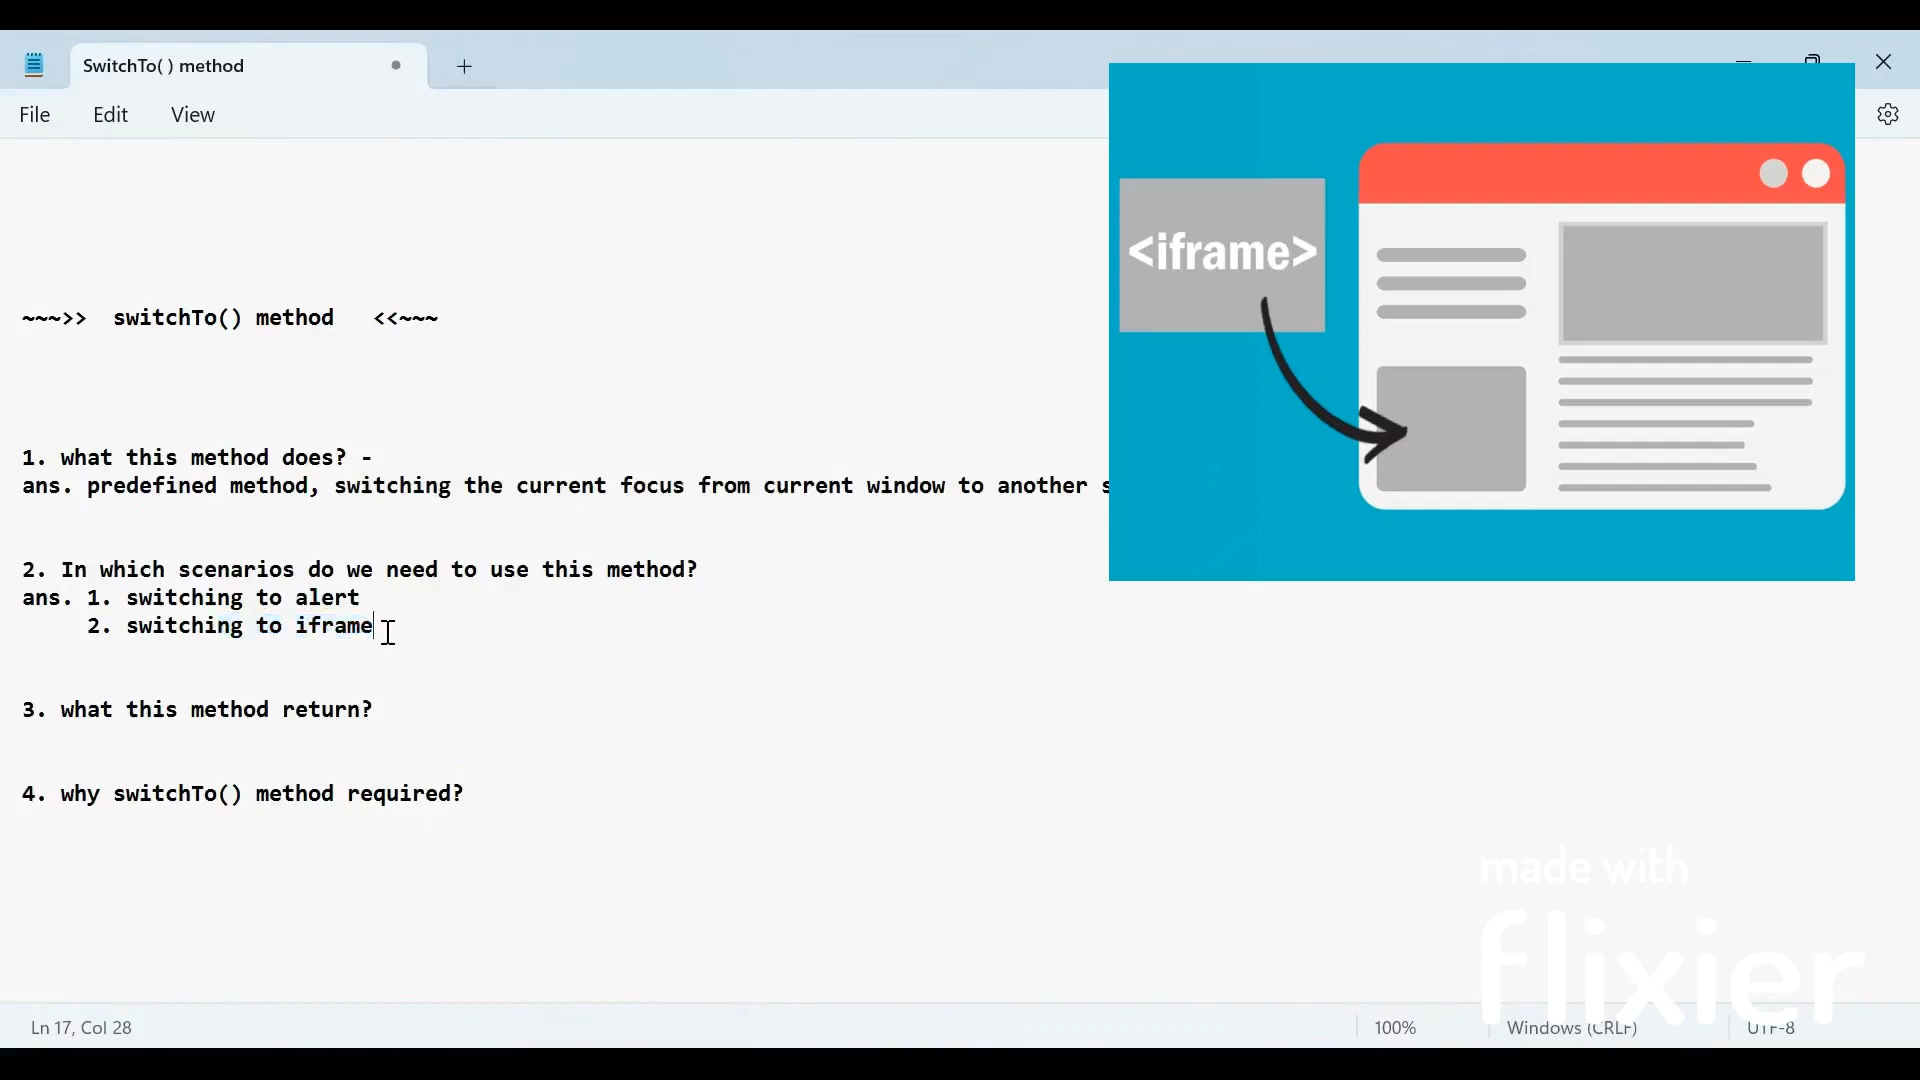 SwitchTo( ) method
File Edit View
<iframe>
~~~>> switchTo() method <<~~~
1. what this method does? -
ans. predefined method, switching the current focus from current window to another s
2. In which scenarios do we need to use this method?
ans. 1. switching to alert
2. switching to iframe
3. what this method return?
4. why switchTo() method required?
made with
flixier
Ln 17, Col 28 100% Windows (CRLF) UTF-8